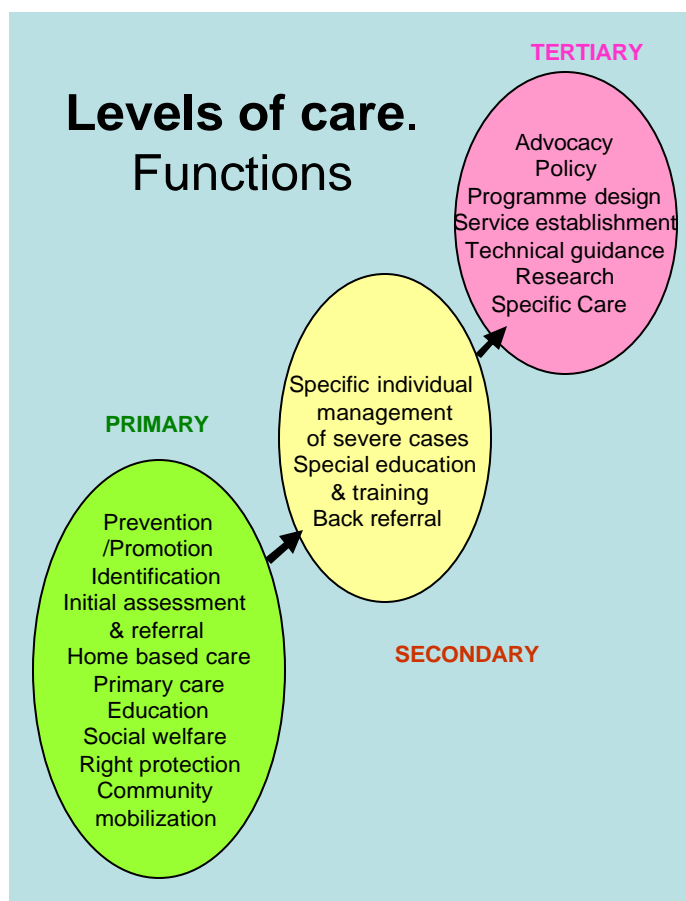 Levels of care.
Functions
TERTIARY
Advocacy
Policy
Programme design
Service establishment
Technical guidance
Research
Specific Care
Specific individual
management
of severe cases
Special education
& training
Back referral
SECONDARY
PRIMARY
Prevention
/Promotion
Identification
Initial assessment
& referral
Home based care
Primary care
Education
Social welfare
Right protection
Community
mobilization